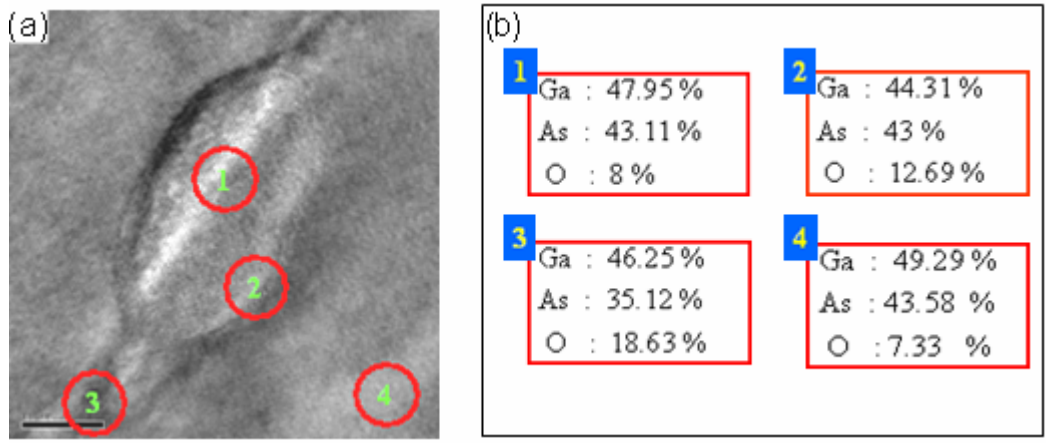 (a)
1
2
3
4
(b)
1
Ga : 47.95 %
As : 43.11 %
O : 8 %
2
Ga : 44.31 %
As : 43 %
O : 12.69 %
3
Ga : 46.25 %
As : 35.12 %
O : 18.63 %
4
Ga : 49.29 %
As : 43.58 %
O : 7.33 %